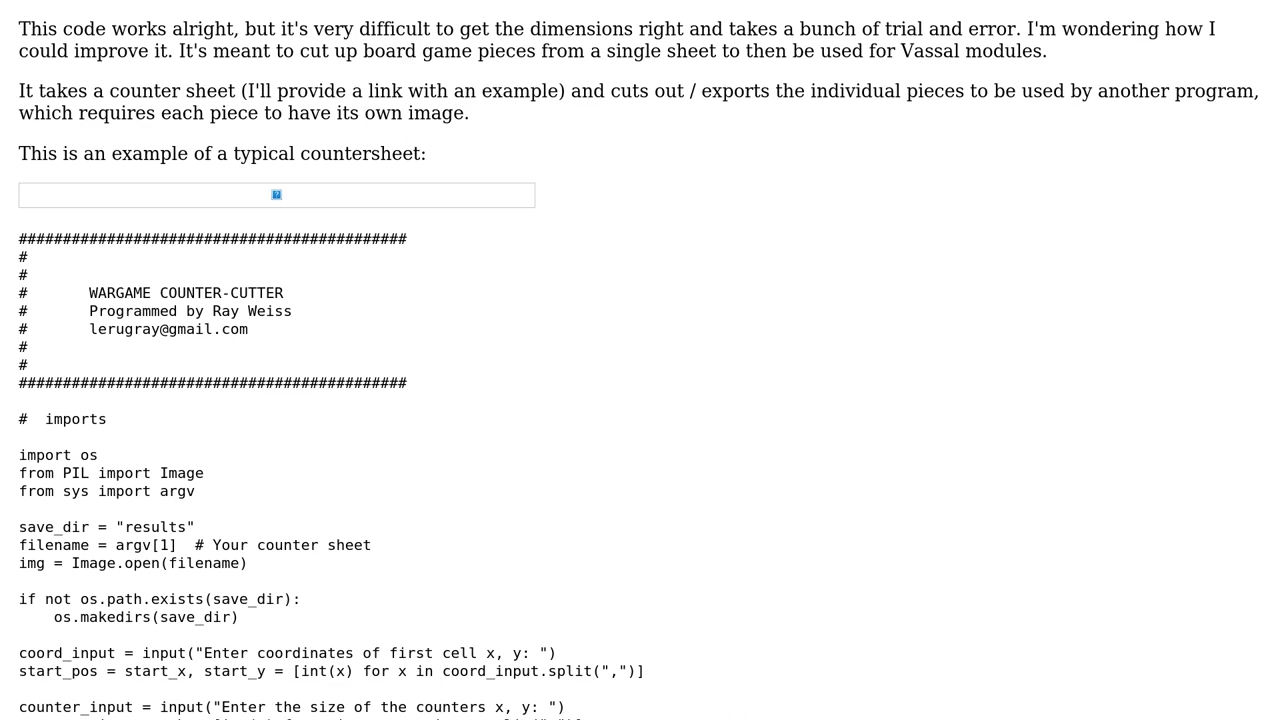 This code works alright, but it's very difficult to get the dimensions right and takes a bunch of trial and error. I'm wondering how I
could improve it. It's meant to cut up board game pieces from a single sheet to then be used for Vassal modules.
It takes a counter sheet (I'll provide a link with an example) and cuts out / exports the individual pieces to be used by another program,
which requires each piece to have its own image.
This is an example of a typical countersheet:
############################################
#
#
#       WARGAME COUNTER-CUTTER
#       Programmed by Ray Weiss
#       lerugray@gmail.com
#
#
############################################
#  imports
import os
from PIL import Image
from sys import argv
save_dir = "results"
filename = argv[1]  # Your counter sheet
img = Image.open(filename)
if not os.path.exists(save_dir):
    os.makedirs(save_dir)
coord_input = input("Enter coordinates of first cell x, y: ")
start_pos = start_x, start_y = [int(x) for x in coord_input.split(",")]
counter_input = input("Enter the size of the counters x, y: ")